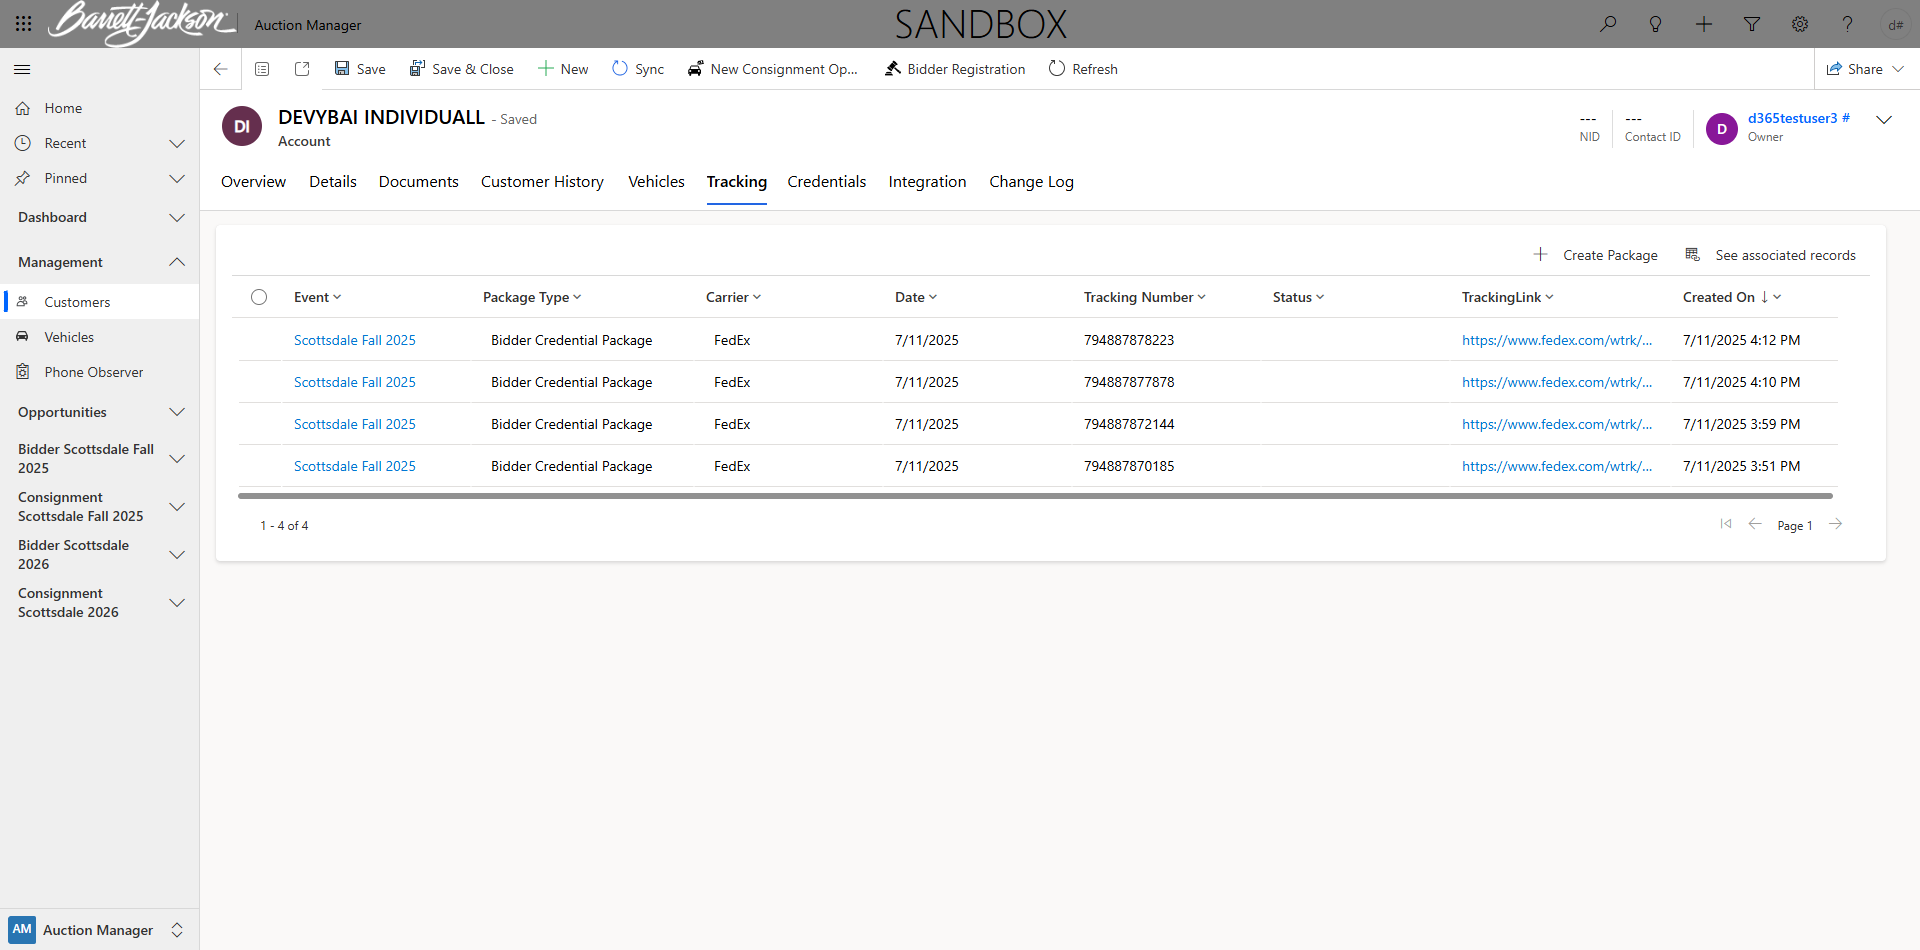 Barrett-Jackson
Auction Manager
SANDBOX
d#
Save
Save & Close
New
Sync
New Consignment Op...
Bidder Registration
Refresh
Share
Home
Recent
Pinned
Dashboard
Management
Customers
Vehicles
Phone Observer
Opportunities
Bidder Scottsdale Fall
2025
Consignment
Scottsdale Fall 2025
Bidder Scottsdale
2026
Consignment
Scottsdale 2026
AM Auction Manager
DI
DEVYBAI INDIVIDUALL - Saved
Account
---
NID
---
Contact ID
D
d365testuser3 #
Owner
Overview Details Documents Customer History Vehicles Tracking Credentials Integration Change Log
Create Package See associated records
Event Package Type Carrier Date Tracking Number Status TrackingLink Created On
Scottsdale Fall 2025 Bidder Credential Package FedEx 7/11/2025 794887878223 https://www.fedex.com/wtrk/... 7/11/2025 4:12 PM
Scottsdale Fall 2025 Bidder Credential Package FedEx 7/11/2025 794887877878 https://www.fedex.com/wtrk/... 7/11/2025 4:10 PM
Scottsdale Fall 2025 Bidder Credential Package FedEx 7/11/2025 794887872144 https://www.fedex.com/wtrk/... 7/11/2025 3:59 PM
Scottsdale Fall 2025 Bidder Credential Package FedEx 7/11/2025 794887870185 https://www.fedex.com/wtrk/... 7/11/2025 3:51 PM
1 - 4 of 4
Page 1